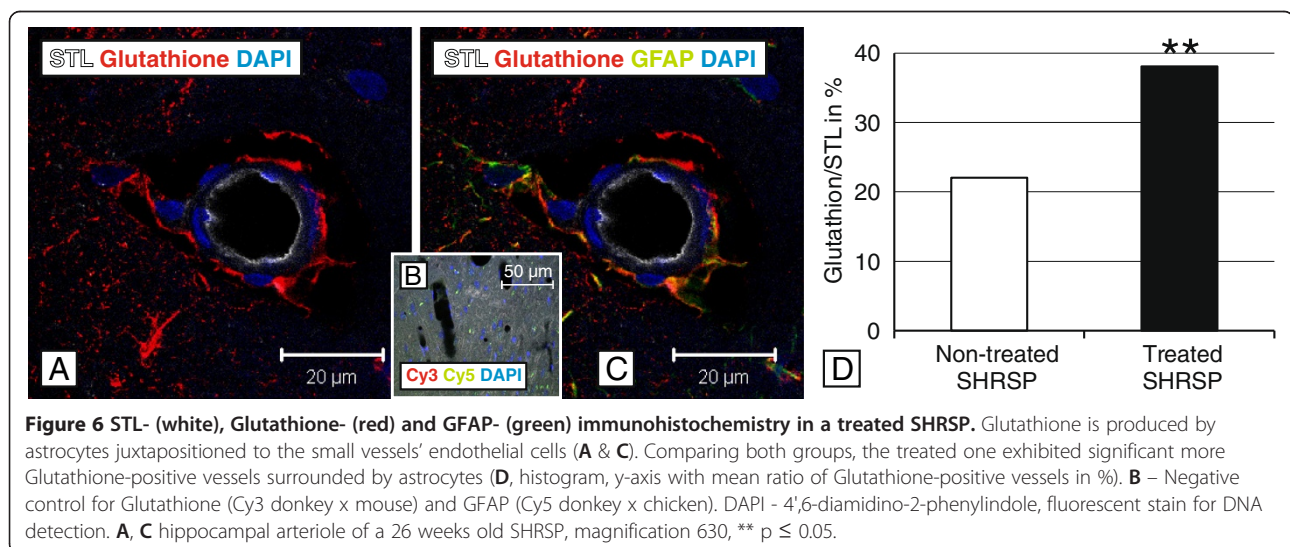 STL Glutathione DAPI
STL Glutathione GFAP DAPI
A
20 µm
B
50 µm
Cy3 Cy5 DAPI
C
20 µm
Glutathion/STL in %
40
30
20
10
0
**
Non-treated
SHRSP
Treated
SHRSP
D
Figure 6 STL- (white), Glutathione- (red) and GFAP- (green) immunohistochemistry in a treated SHRSP. Glutathione is produced by
astrocytes juxtapositioned to the small vessels' endothelial cells (A & C). Comparing both groups, the treated one exhibited significant more
Glutathione-positive vessels surrounded by astrocytes (D, histogram, y-axis with mean ratio of Glutathione-positive vessels in %). B – Negative
control for Glutathione (Cy3 donkey x mouse) and GFAP (Cy5 donkey x chicken). DAPI - 4',6-diamidino-2-phenylindole, fluorescent stain for DNA
detection. A, C hippocampal arteriole of a 26 weeks old SHRSP, magnification 630, ** p ≤ 0.05.